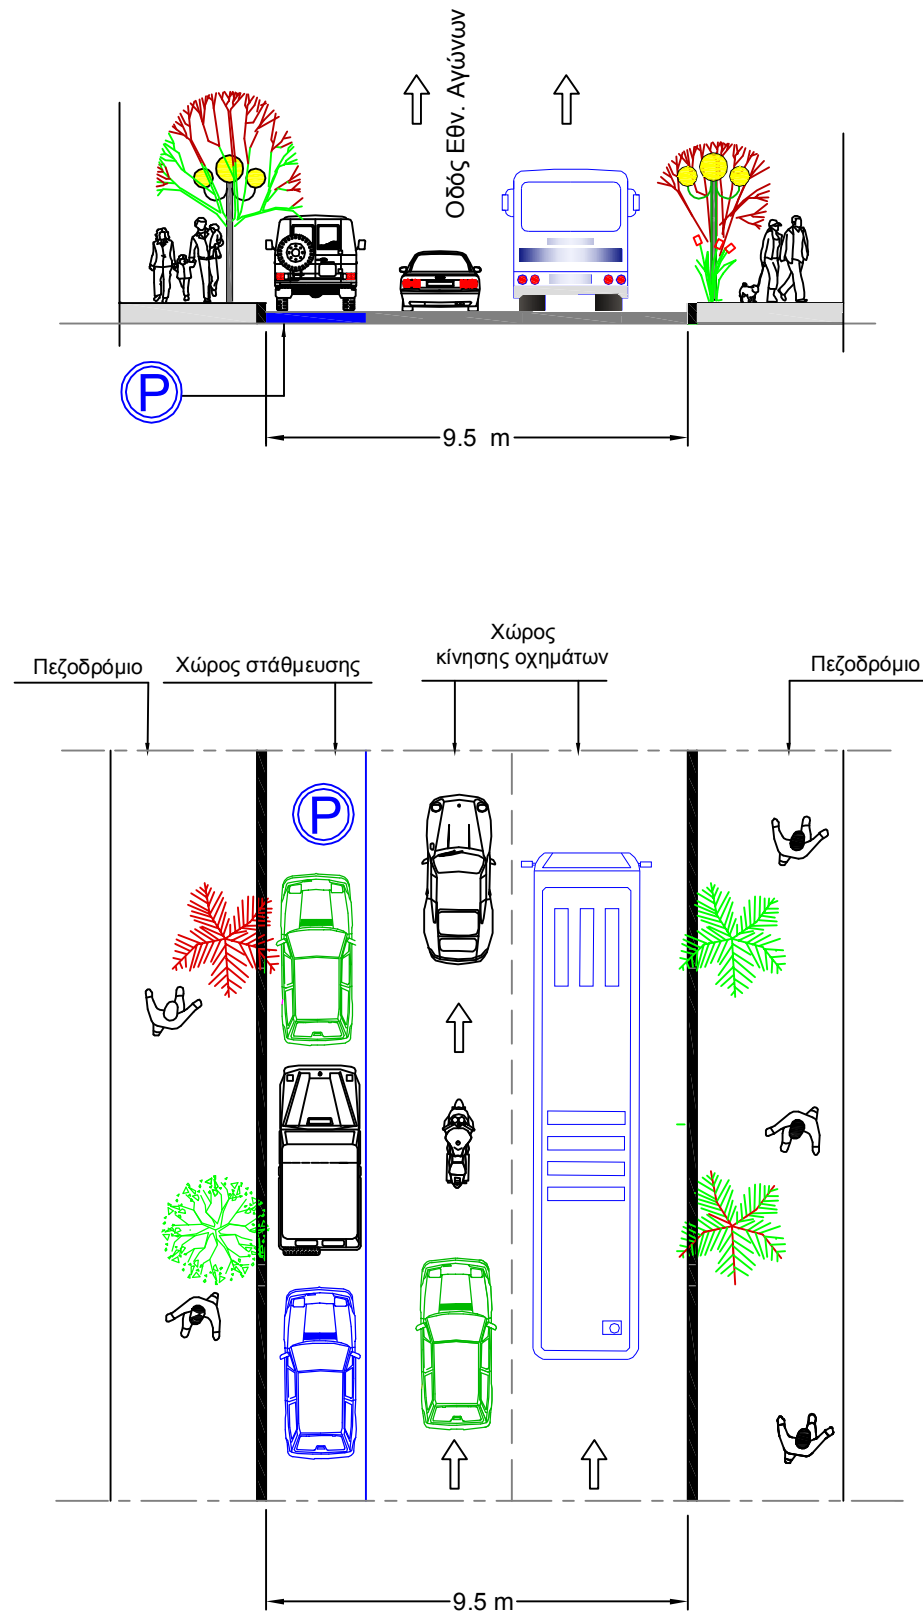 Οδός Εθν. Αγώνων
P
9.5 m
Πεζοδρόμιο
Χώρος στάθμευσης
Χώρος
κίνησης οχημάτων
Πεζοδρόμιο
P
9.5 m